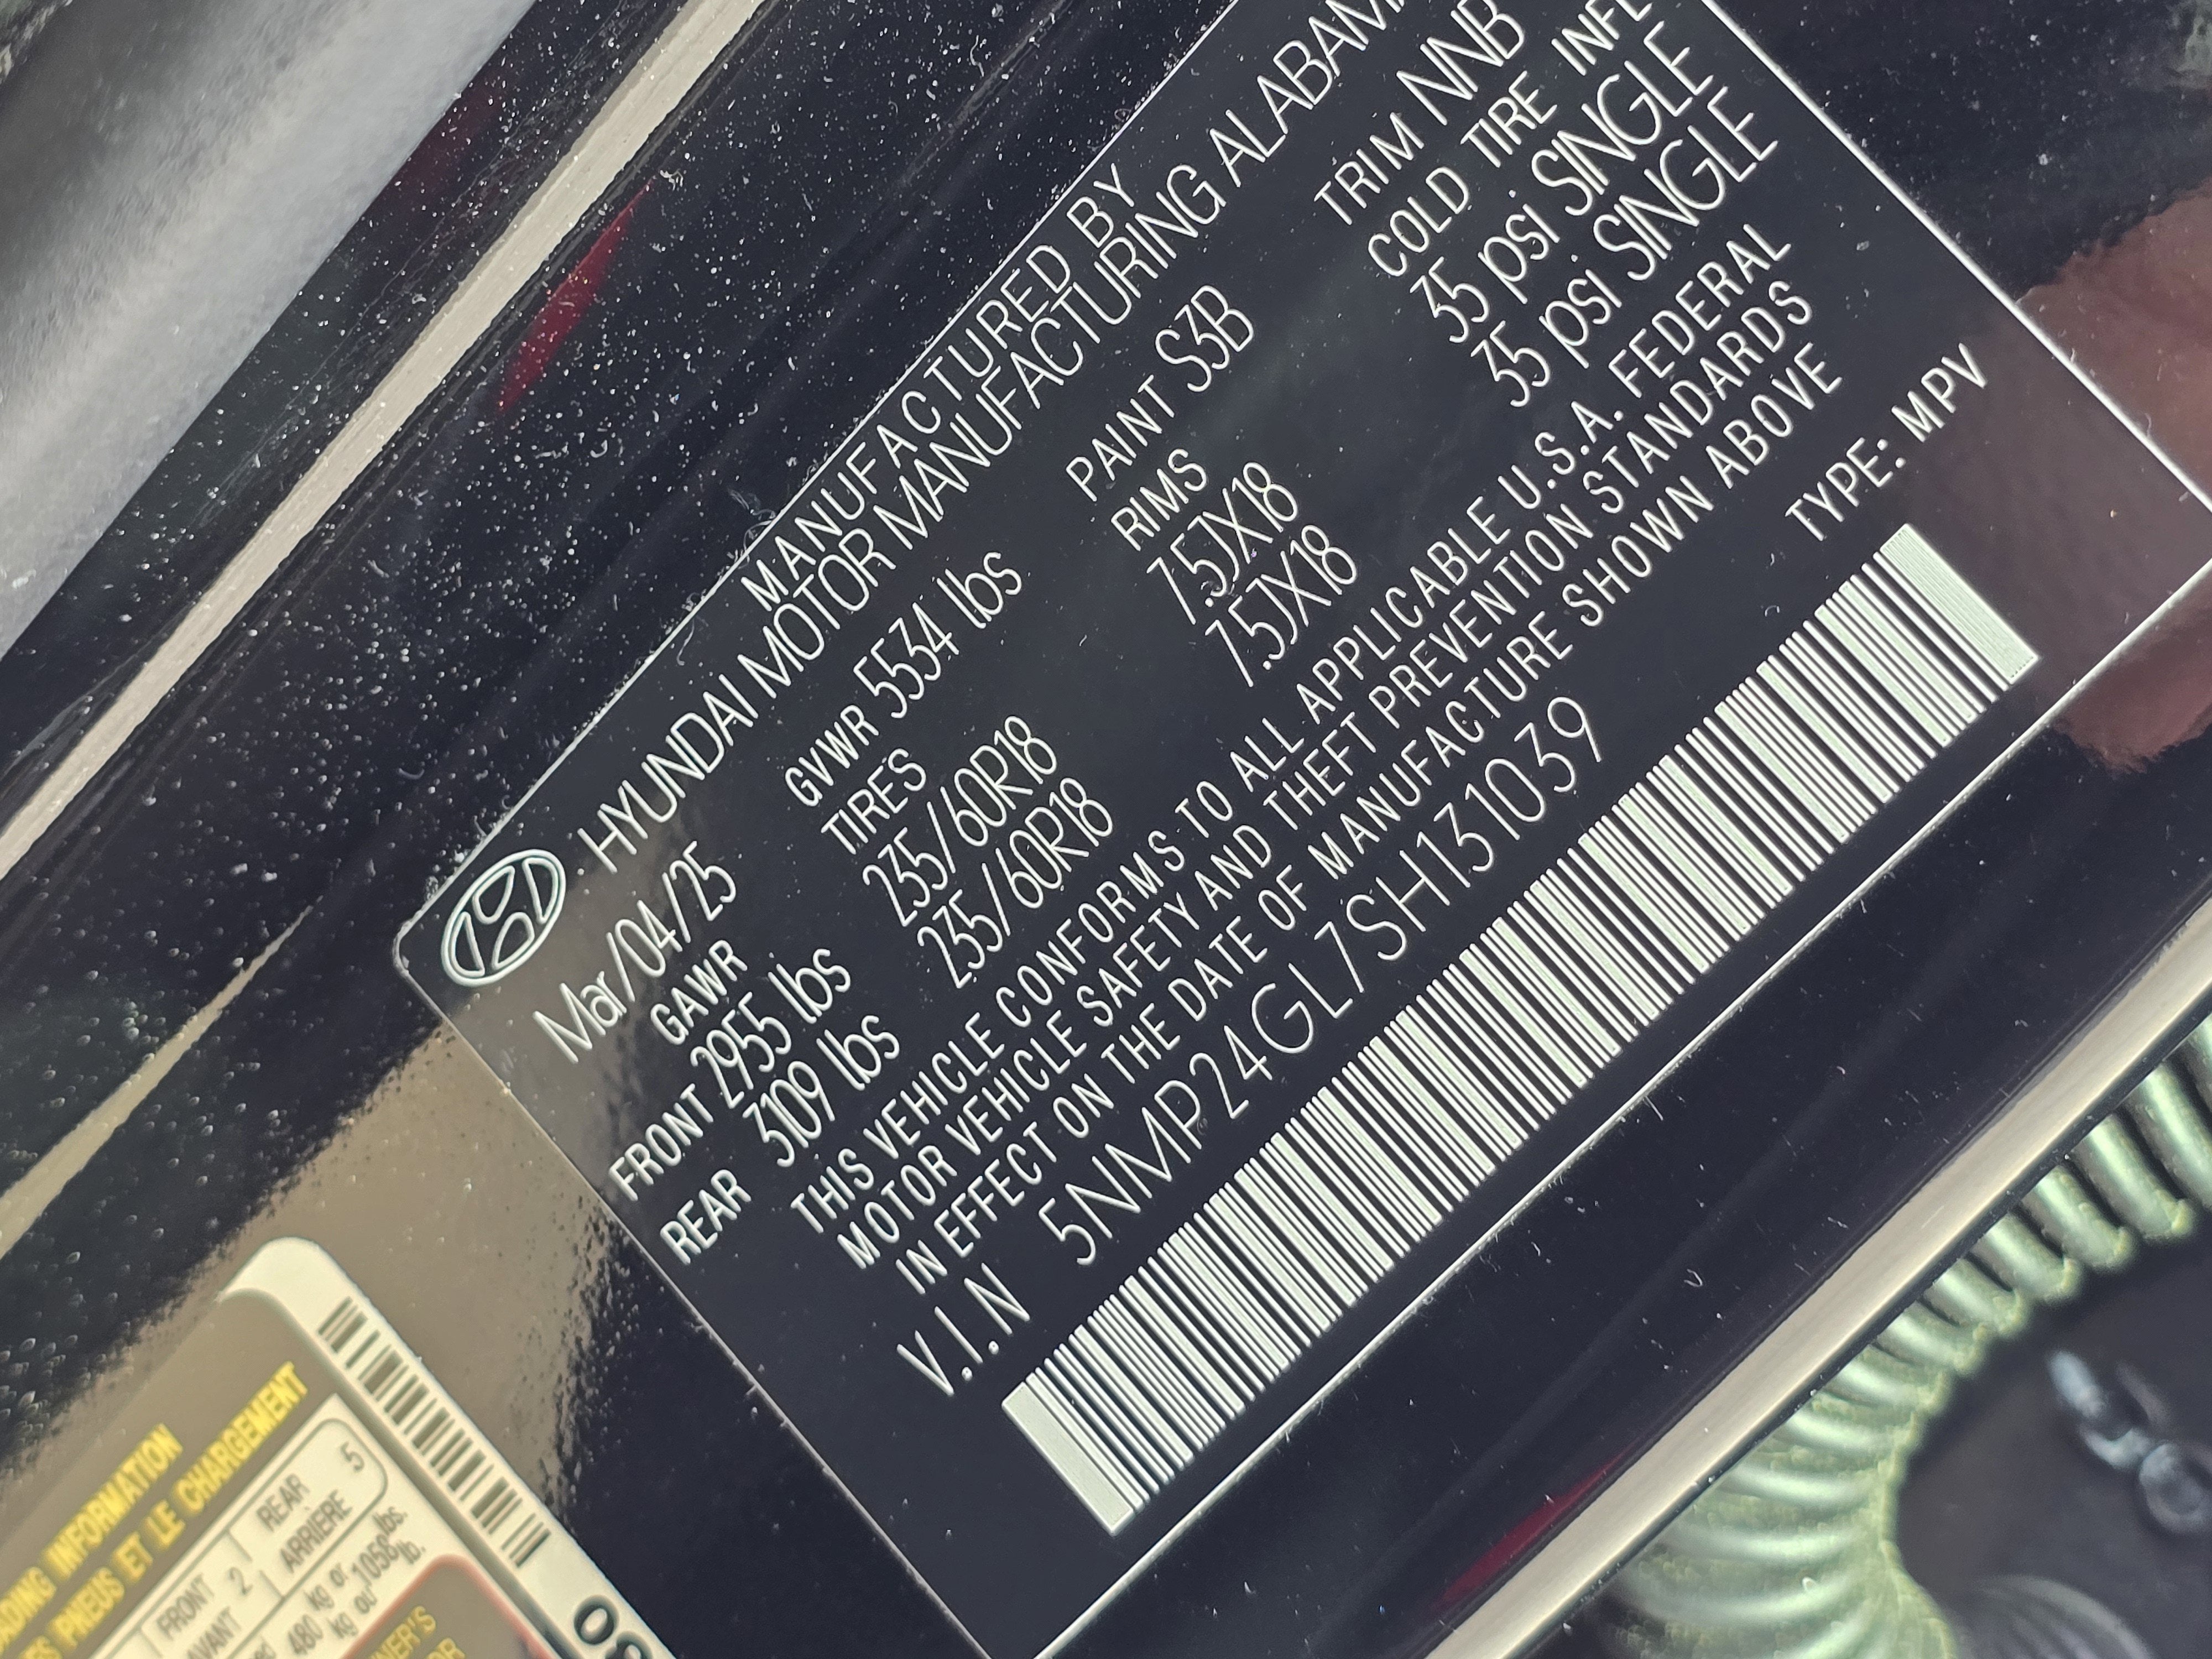 MANUFACTURED BY
HYUNDAI MOTOR MANUFACTURING
Mar/04/25 GVWR 5534 lbs PAINT S3B TRIM NNB
GAWR TIRES RIMS COLD TIRE
FRONT 2955 lbs 235/60R18 7.5JX18 35 psi SINGLE
REAR 3109 lbs 235/60R18 7.5JX18 35 psi SINGLE
THIS VEHICLE CONFORMS TO ALL APPLICABLE U.S.A. FEDERAL
MOTOR VEHICLE SAFETY AND THEFT PREVENTION STANDARDS
IN EFFECT ON THE DATE OF MANUFACTURE SHOWN ABOVE
V.I.N 5NMP24GL7SH131039 TYPE: MPV
INFORMATION
PNEUS ET LE CHARGEMENT
FRONT 2 REAR 5
AVANT ARRIÈRE
480 kg or 1058 lbs.
kg ou lb.